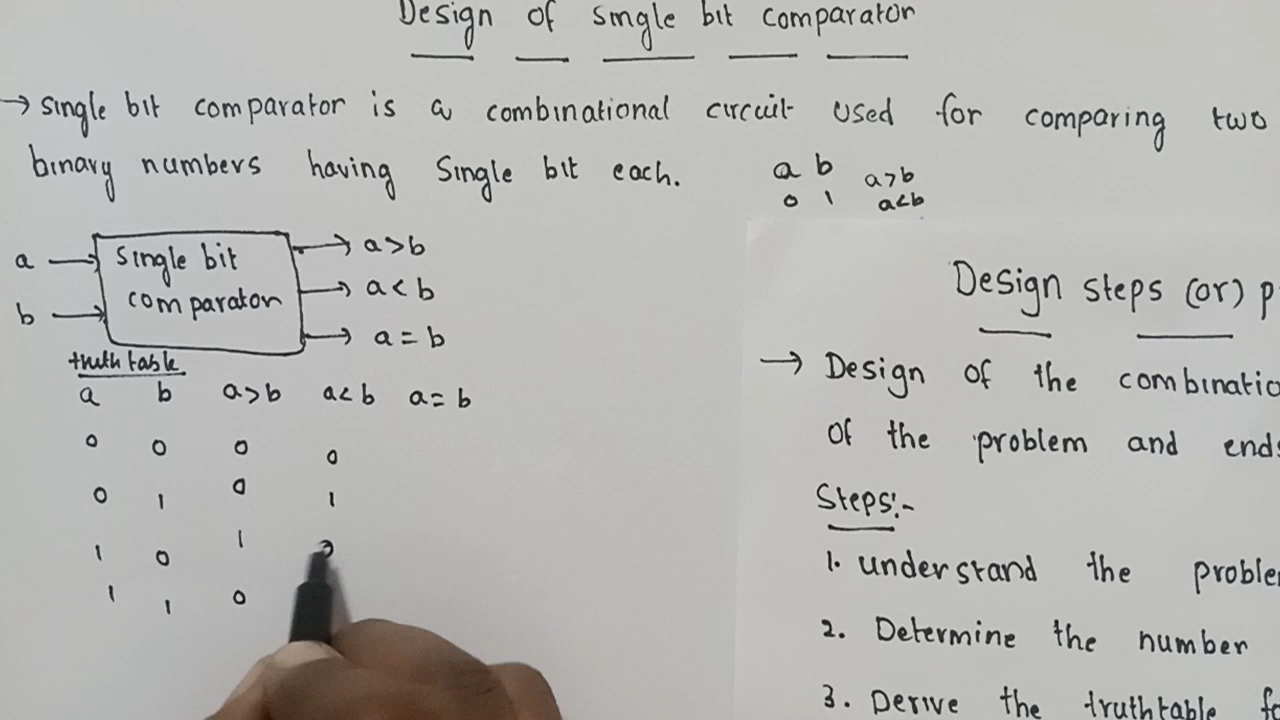 Design of single bit comparator
→ single bit comparator is a combinational circuit used for comparing two
binary numbers having single bit each.
a b a>b
0 1 a<b
a single bit comparator a>b
b a<b
a=b
truth table
a b a>b a<b a=b
0 0 0 0
0 1 0 1
1 0 1 0
1 1 0
Design steps (or) p
→ Design of the combinatio
of the problem and ends
Steps:-
1. understand the proble
2. Determine the number
3. Derive the truthtable fo